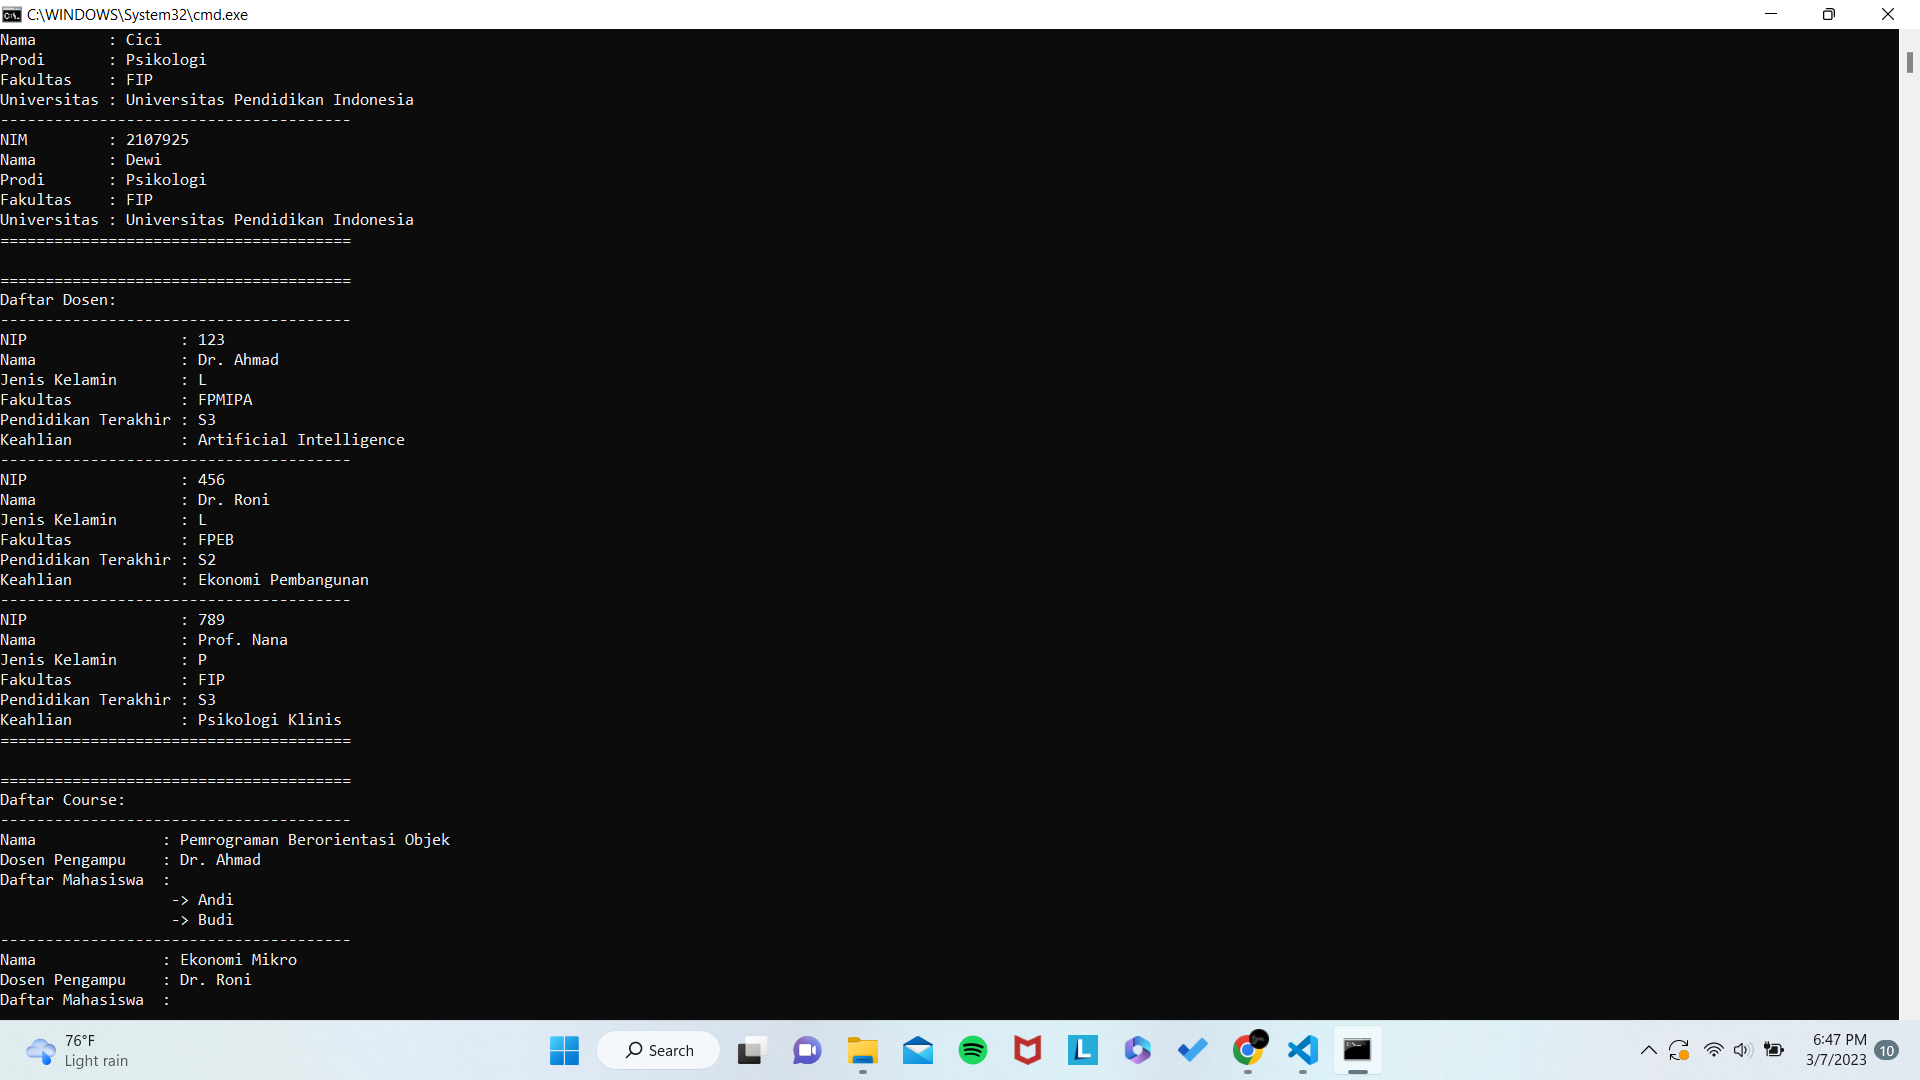 C:\WINDOWS\System32\cmd.exe
Nama        : Cici
Prodi       : Psikologi
Fakultas    : FIP
Universitas : Universitas Pendidikan Indonesia
---------------------------------------
NIM         : 2107925
Nama        : Dewi
Prodi       : Psikologi
Fakultas    : FIP
Universitas : Universitas Pendidikan Indonesia
=======================================
=======================================
Daftar Dosen:
---------------------------------------
NIP                 : 123
Nama                : Dr. Ahmad
Jenis Kelamin       : L
Fakultas            : FPMIPA
Pendidikan Terakhir : S3
Keahlian            : Artificial Intelligence
---------------------------------------
NIP                 : 456
Nama                : Dr. Roni
Jenis Kelamin       : L
Fakultas            : FPEB
Pendidikan Terakhir : S2
Keahlian            : Ekonomi Pembangunan
---------------------------------------
NIP                 : 789
Nama                : Prof. Nana
Jenis Kelamin       : P
Fakultas            : FIP
Pendidikan Terakhir : S3
Keahlian            : Psikologi Klinis
=======================================
=======================================
Daftar Course:
---------------------------------------
Nama              : Pemrograman Berorientasi Objek
Dosen Pengampu    : Dr. Ahmad
Daftar Mahasiswa  :
                   -> Andi
                   -> Budi
---------------------------------------
Nama              : Ekonomi Mikro
Dosen Pengampu    : Dr. Roni
Daftar Mahasiswa  :
76°F
Light rain
Search
L
6:47 PM
3/7/2023
10